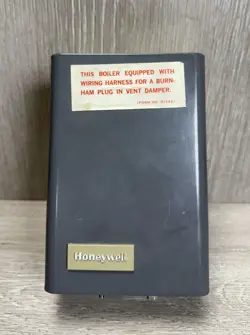 THIS BOILER EQUIPPED WITH
WIRING HARNESS FOR A BURN-
HAM PLUG IN VENT DAMPER.
Honeywell